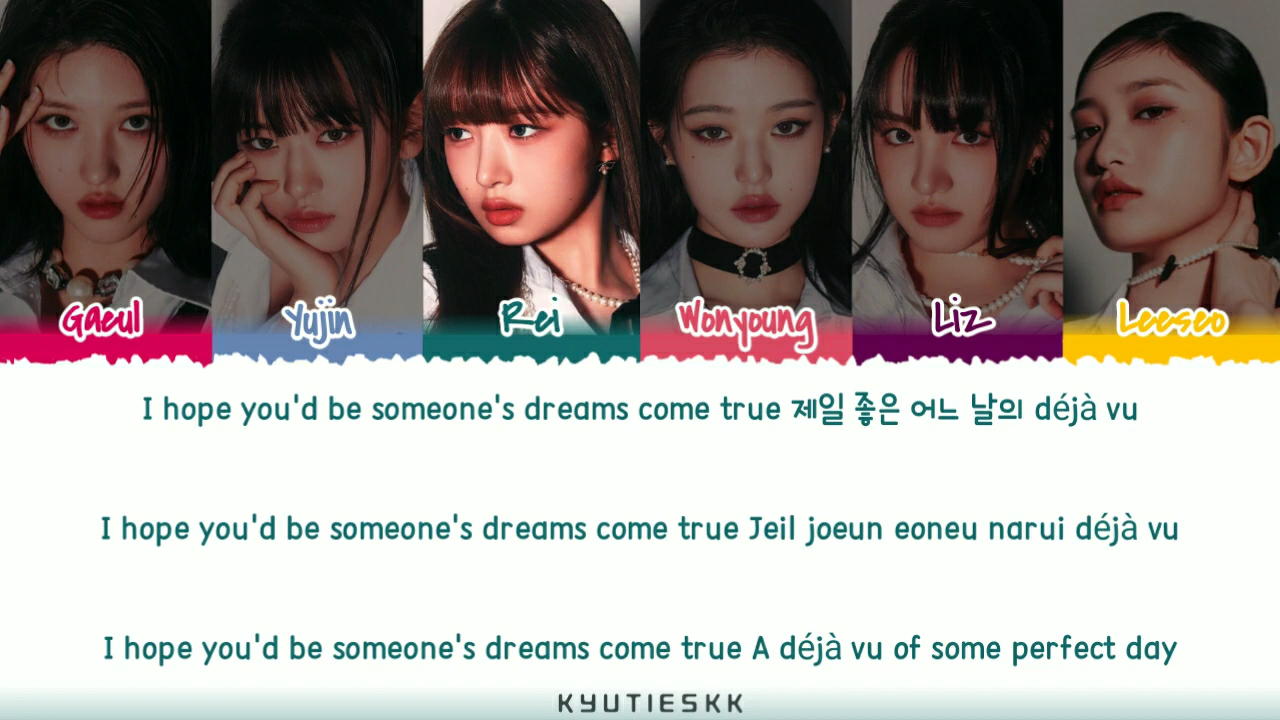 Gaeul Yujin Rei Wonyoung Liz Leeseo
I hope you'd be someone's dreams come true 제일 좋은 어느 날의 déjà vu
I hope you'd be someone's dreams come true Jeil joeun eoneu narui déjà vu
I hope you'd be someone's dreams come true A déjà vu of some perfect day
KYUTIESKK